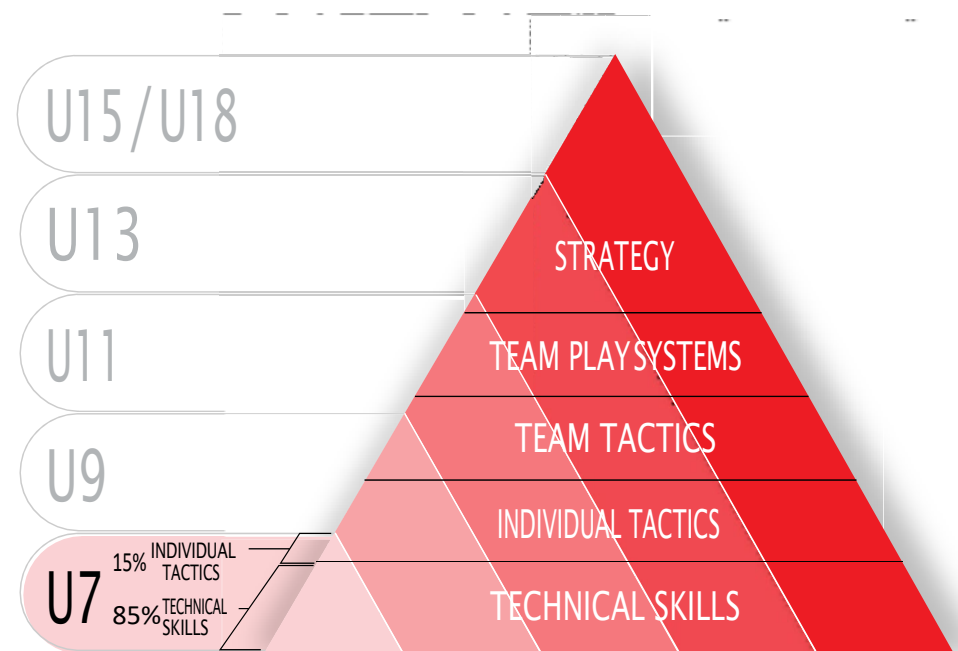 U15/U18
U13
STRATEGY
U11
TEAM PLAY SYSTEMS
TEAM TACTICS
U9
INDIVIDUAL TACTICS
U7
15% INDIVIDUAL
TACTICS
85% TECHNICAL
SKILLS
TECHNICAL SKILLS